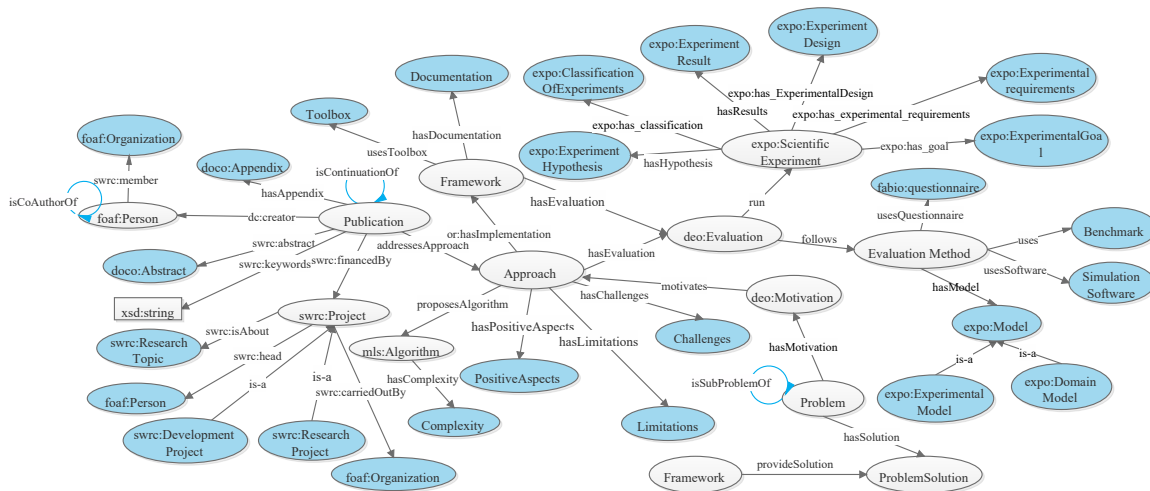 expo:Experiment
Design
expo:Experiment
Result
expo:Classification
OfExperiments
expo:Experimental
requirements
Documentation
Toolbox
expo:has_ExperimentalDesign
hasResults
expo:has_experimental_requirements
expo:has_classification
foaf:Organization
hasDocumentation
usesToolbox
expo:Scientific
Experiment
expo:has_goal
expo:ExperimentalGoa
l
expo:Experiment
Hypothesis
hasHypothesis
doco:Appendix
isContinuationOf
Framework
swrc:member
hasAppendix
hasEvaluation
run
fabio:questionnaire
isCoAuthorOf
foaf:Person
dc:creator
Publication
usesQuestionnaire
swrc:abstract
addressesApproach
or:hasImplementation
deo:Evaluation
follows
Evaluation Method
uses
Benchmark
swrc:keywords
swrc:financedBy
hasEvaluation
doco:Abstract
Approach
usesSoftware
Simulation
Software
motivates
deo:Motivation
hasModel
hasChallenges
xsd:string
proposesAlgorithm
swrc:Project
hasPositiveAspects
hasLimitations
Challenges
expo:Model
swrc:isAbout
swrc:Research
Topic
mls:Algorithm
hasMotivation
is-a
is-a
swrc:head
is-a
is-a
hasComplexity
PositiveAspects
isSubProblemOf
swrc:carriedOutBy
foaf:Person
Problem
expo:Experimental
Model
expo:Domain
Model
Complexity
Limitations
swrc:Development
Project
swrc:Research
Project
hasSolution
foaf:Organization
Framework
provideSolution
ProblemSolution